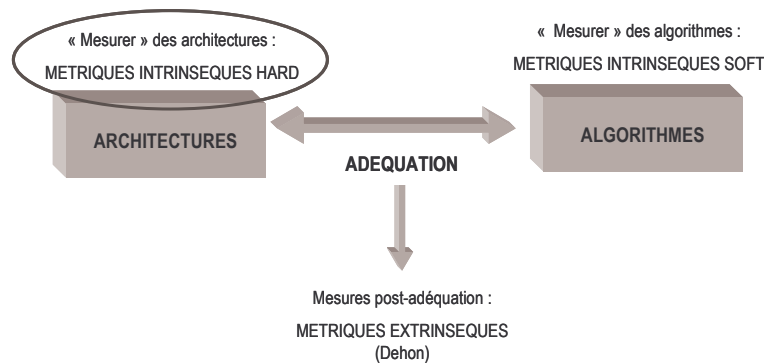 « Mesurer » des architectures :
METRIQUES INTRINSEQUES HARD
« Mesurer » des algorithmes :
METRIQUES INTRINSEQUES SOFT
ARCHITECTURES
ALGORITHMES
ADEQUATION
Mesures post-adéquation :
METRIQUES EXTRINSEQUES
(Dehon)